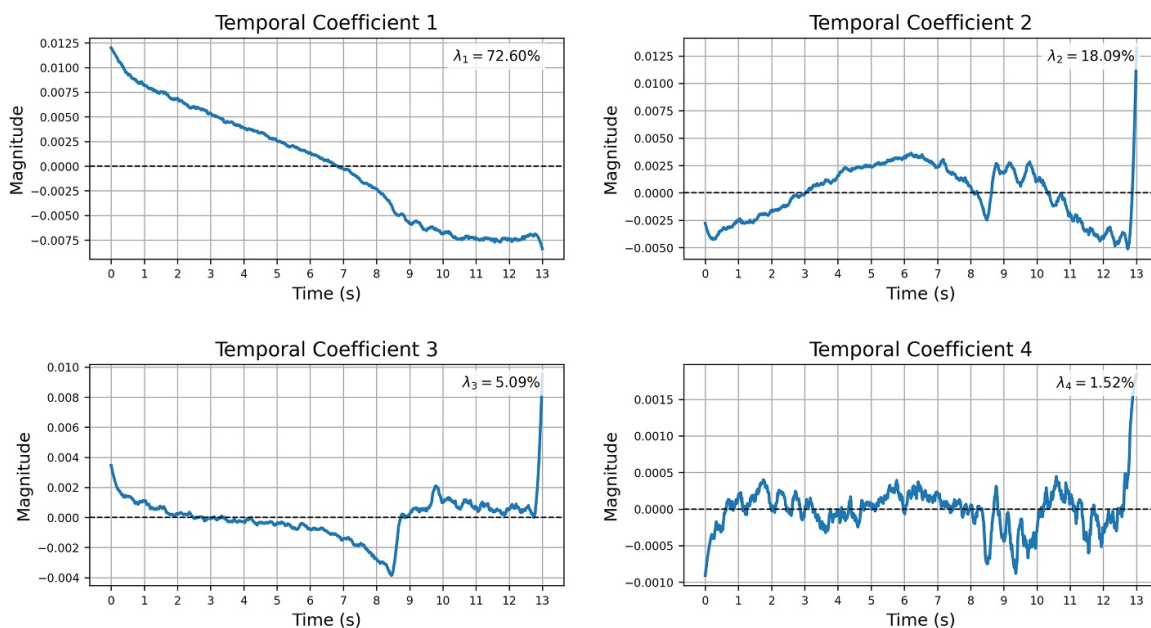 Temporal Coefficient 1
λ₁ = 72.60%
Magnitude
0.0125
0.0100
0.0075
0.0050
0.0025
0.0000
−0.0025
−0.0050
−0.0075
0 1 2 3 4 5 6 7 8 9 10 11 12 13
Time (s)
Temporal Coefficient 2
λ₂ = 18.09%
Magnitude
0.0125
0.0100
0.0075
0.0050
0.0025
0.0000
−0.0025
−0.0050
0 1 2 3 4 5 6 7 8 9 10 11 12 13
Time (s)
Temporal Coefficient 3
λ₃ = 5.09%
Magnitude
0.010
0.008
0.006
0.004
0.002
0.000
−0.002
−0.004
0 1 2 3 4 5 6 7 8 9 10 11 12 13
Time (s)
Temporal Coefficient 4
λ₄ = 1.52%
Magnitude
0.0015
0.0010
0.0005
0.0000
−0.0005
−0.0010
0 1 2 3 4 5 6 7 8 9 10 11 12 13
Time (s)